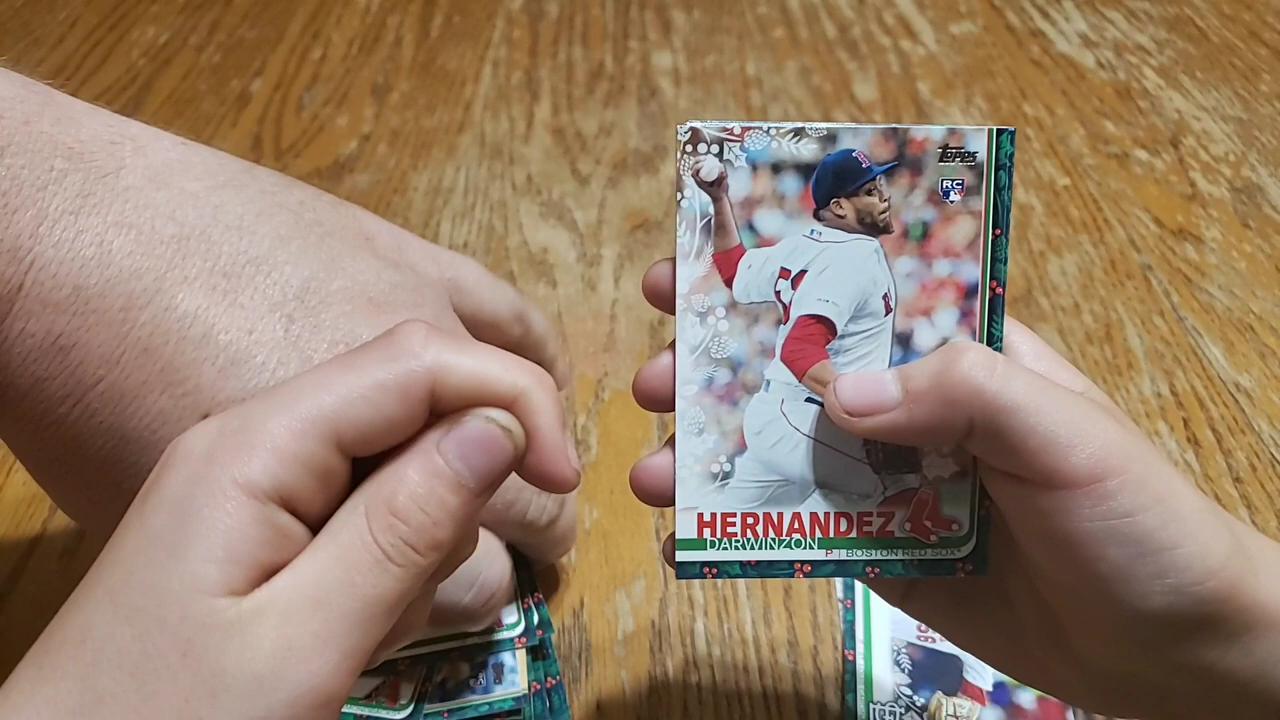 Topps
RC
HERNANDEZ
DARWINZON
P | BOSTON RED SOX